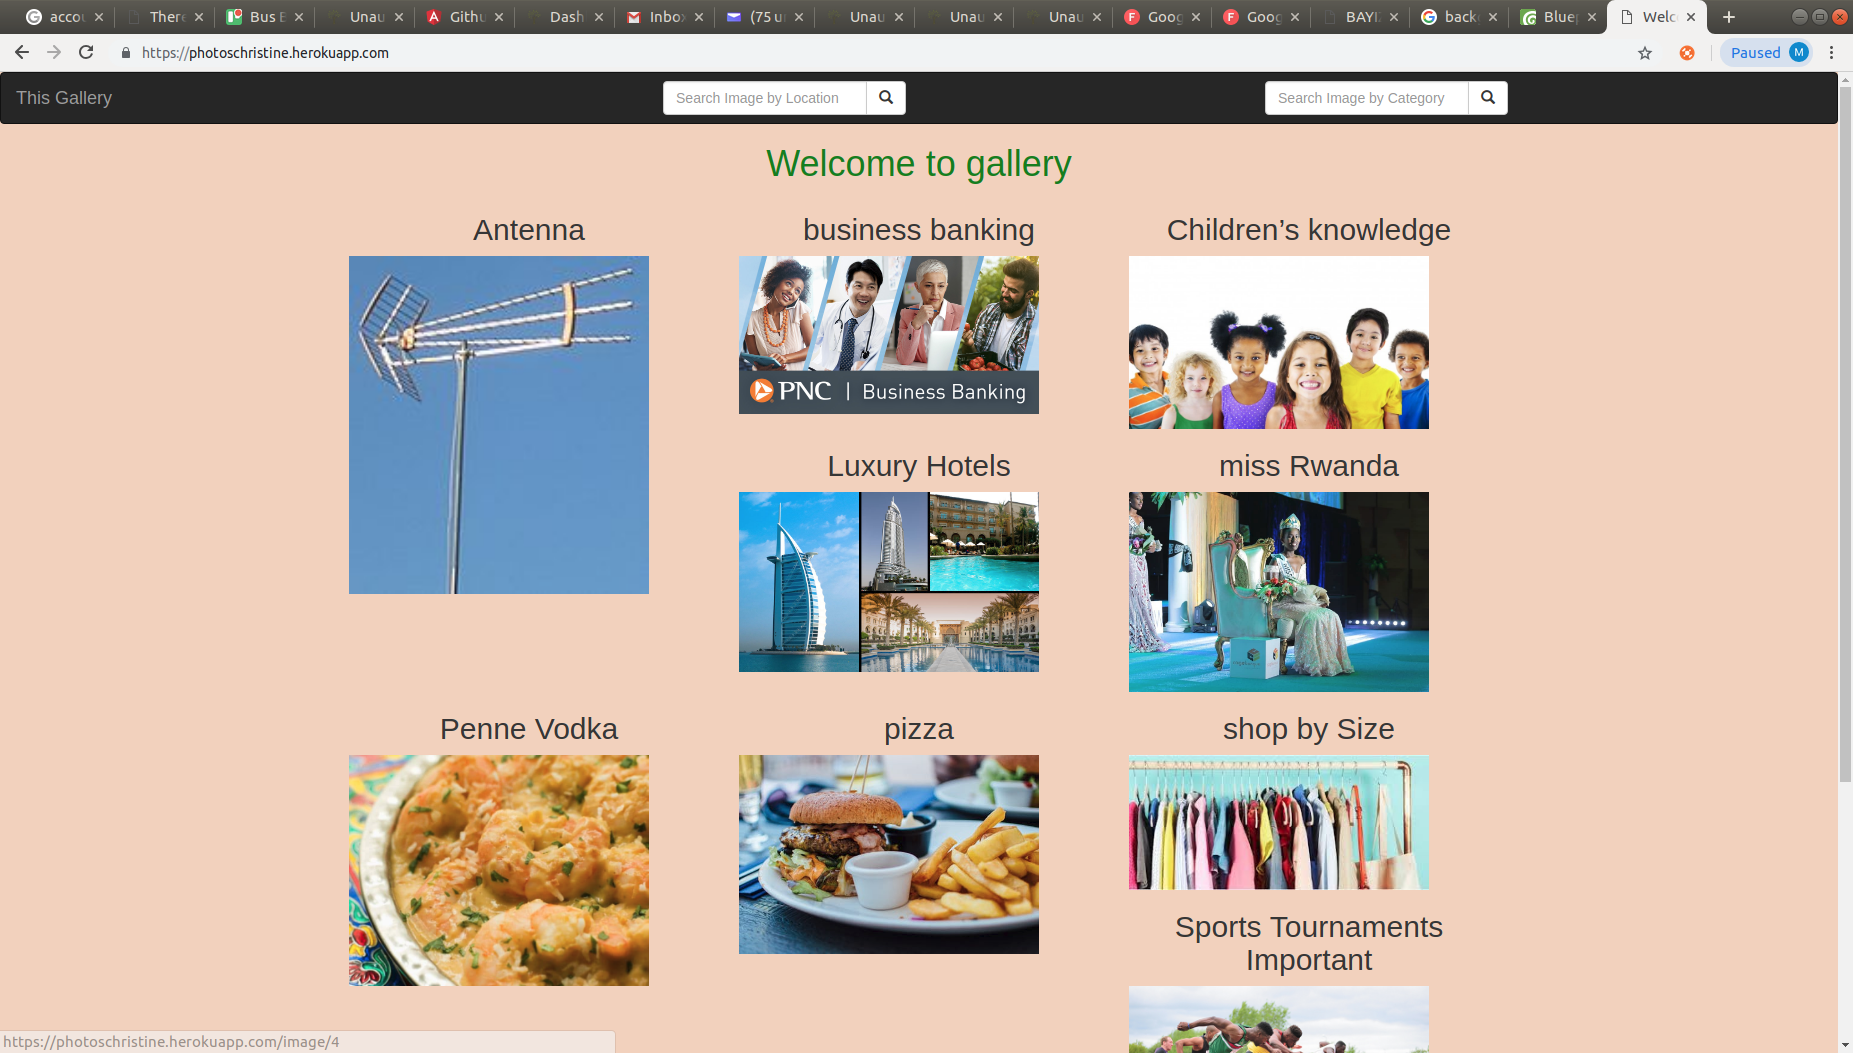 accou
There
Bus B
Unau
Githu
Dash
Inbo
(75 u
Unau
Unau
Unau
Goog
Goog
BAYI
back
Bluep
Welc
https://photoschristine.herokuapp.com
Paused
M
This Gallery
Search Image by Location
Search Image by Category
Welcome to gallery
Antenna
business banking
Children’s knowledge
PNC | Business Banking
Luxury Hotels
miss Rwanda
Penne Vodka
pizza
shop by Size
Sports Tournaments
Important
https://photoschristine.herokuapp.com/image/4